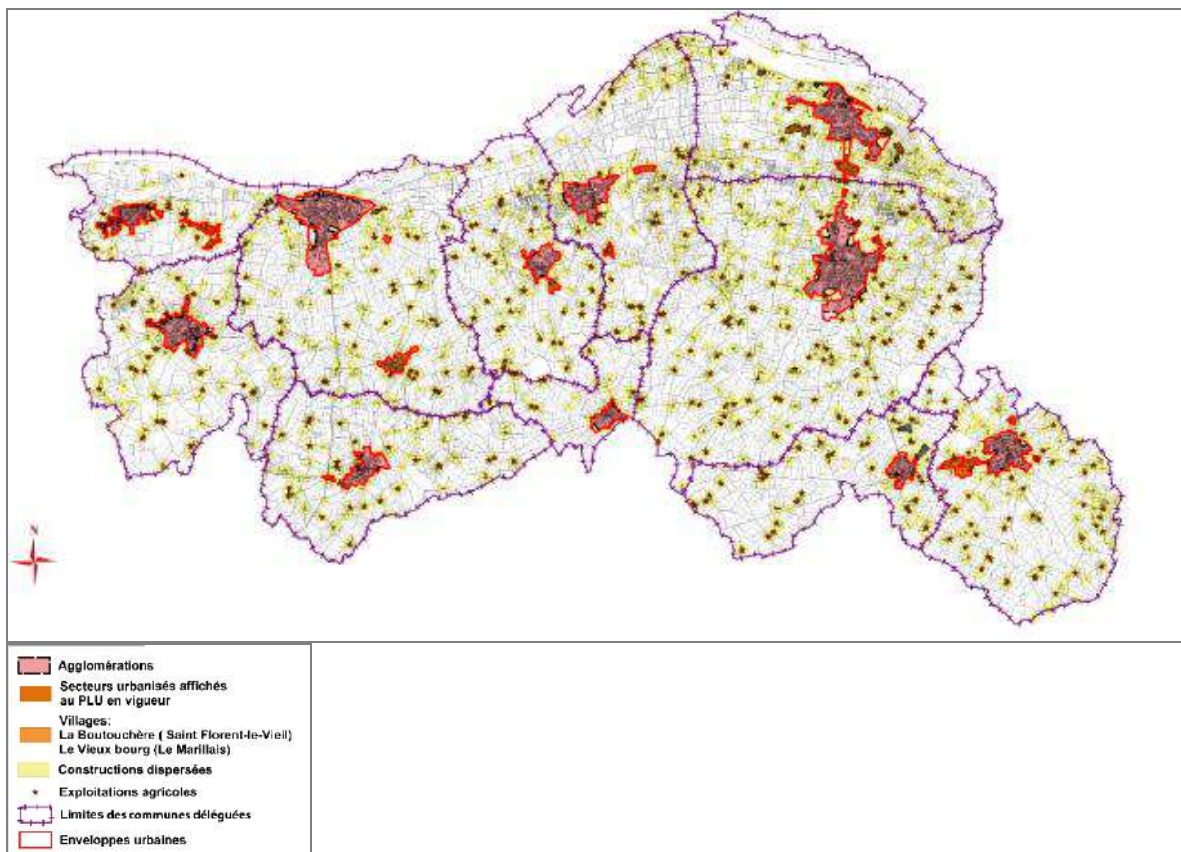 N
Agglomérations
Secteurs urbanisés affichés
au PLU en vigueur
Villages:
La Boutouchère ( Saint Florent-le-Vieil)
Le Vieux bourg (Le Marillais)
Constructions dispersées
Exploitations agricoles
Limites des communes déléguées
Enveloppes urbaines